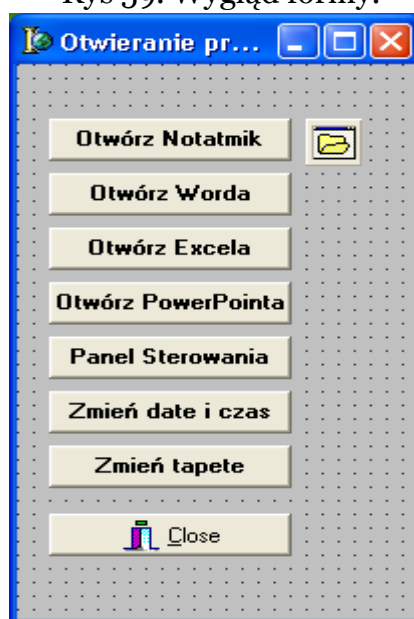 Rys 39. Wygląd formy.
Otwieranie pr...
Otwórz Notatmik
Otwórz Worda
Otwórz Excela
Otwórz PowerPointa
Panel Sterowania
Zmień date i czas
Zmień tapete
Close